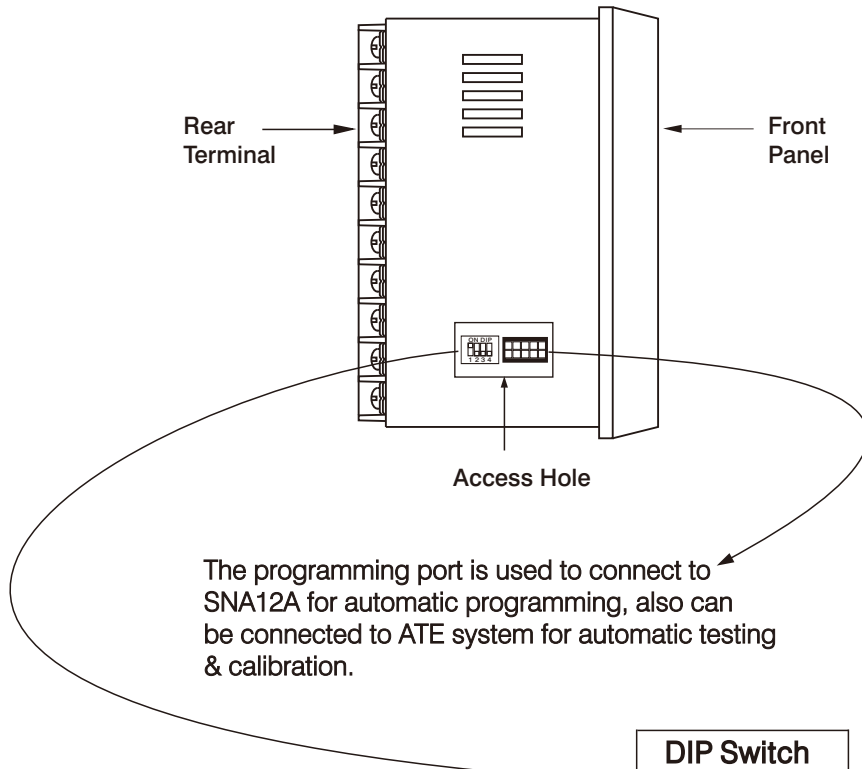 Rear
Terminal
Front
Panel
ON DIP
1 2 3 4
Access Hole
The programming port is used to connect to
SNA12A for automatic programming, also can
be connected to ATE system for automatic testing
& calibration.
DIP Switch